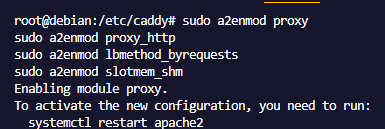 root@debian:/etc/caddy# sudo a2enmod proxy
sudo a2enmod proxy_http
sudo a2enmod lbmethod_byrequests
sudo a2enmod slotmem_shm
Enabling module proxy.
To activate the new configuration, you need to run:
  systemctl restart apache2